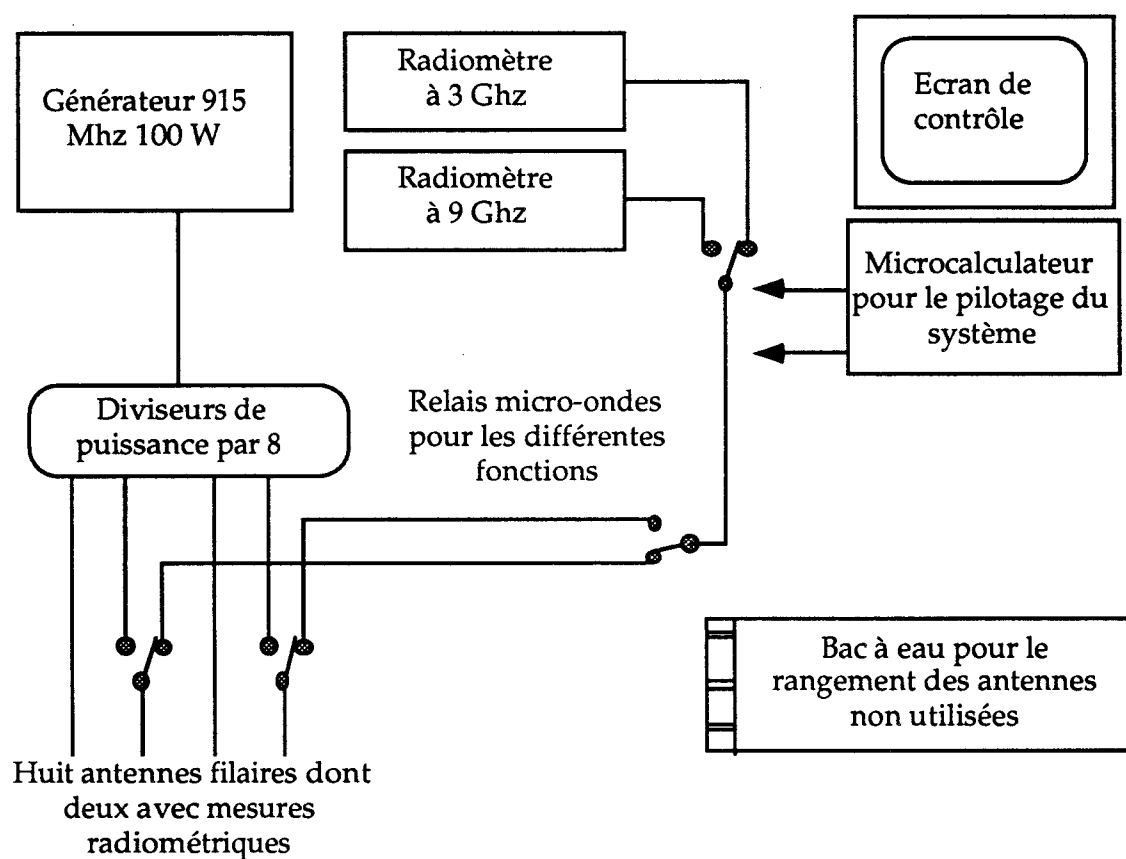 Générateur 915
Mhz 100 W
Radiomètre
à 3 Ghz
Radiomètre
à 9 Ghz
Ecran de
contrôle
Microcalculateur
pour le pilotage du
système
Diviseurs de
puissance par 8
Relais micro-ondes
pour les différentes
fonctions
Bac à eau pour le
rangement des antennes
non utilisées
Huit antennes filaires dont
deux avec mesures
radiométriques